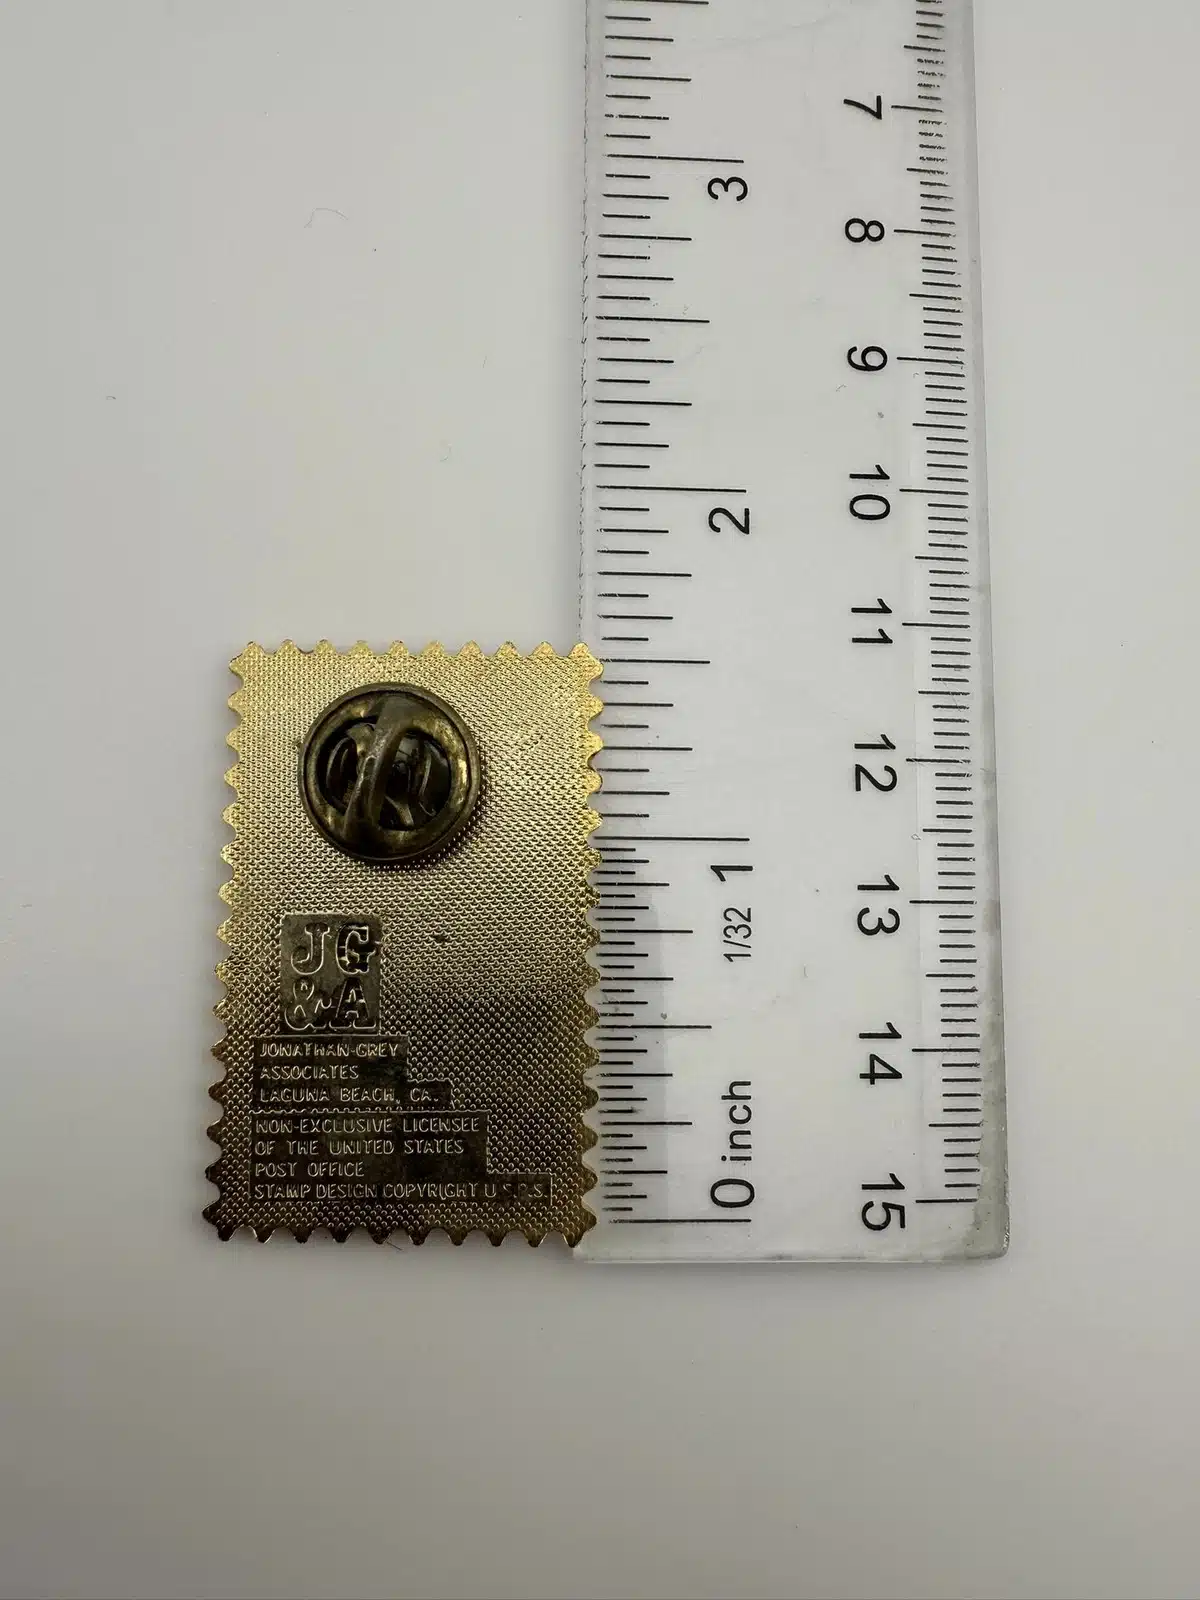 JG
&A
JONATHAN-GREY
ASSOCIATES
LAGUNA BEACH, CA.
NON-EXCLUSIVE LICENSEE
OF THE UNITED STATES
POST OFFICE
STAMP DESIGN COPYRIGHT U.S.P.S.
3
2
1
1/32
0 inch
7
8
9
10
11
12
13
14
15